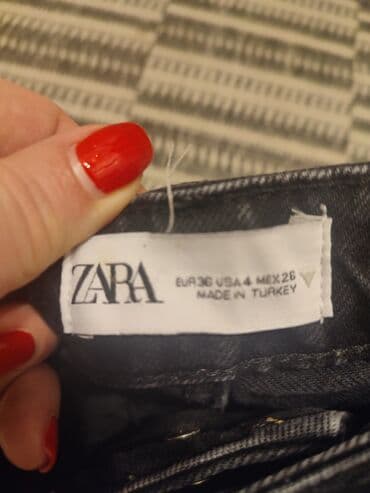 ZARA
EUR 36 USA 4 MEX 26
MADE IN TURKEY